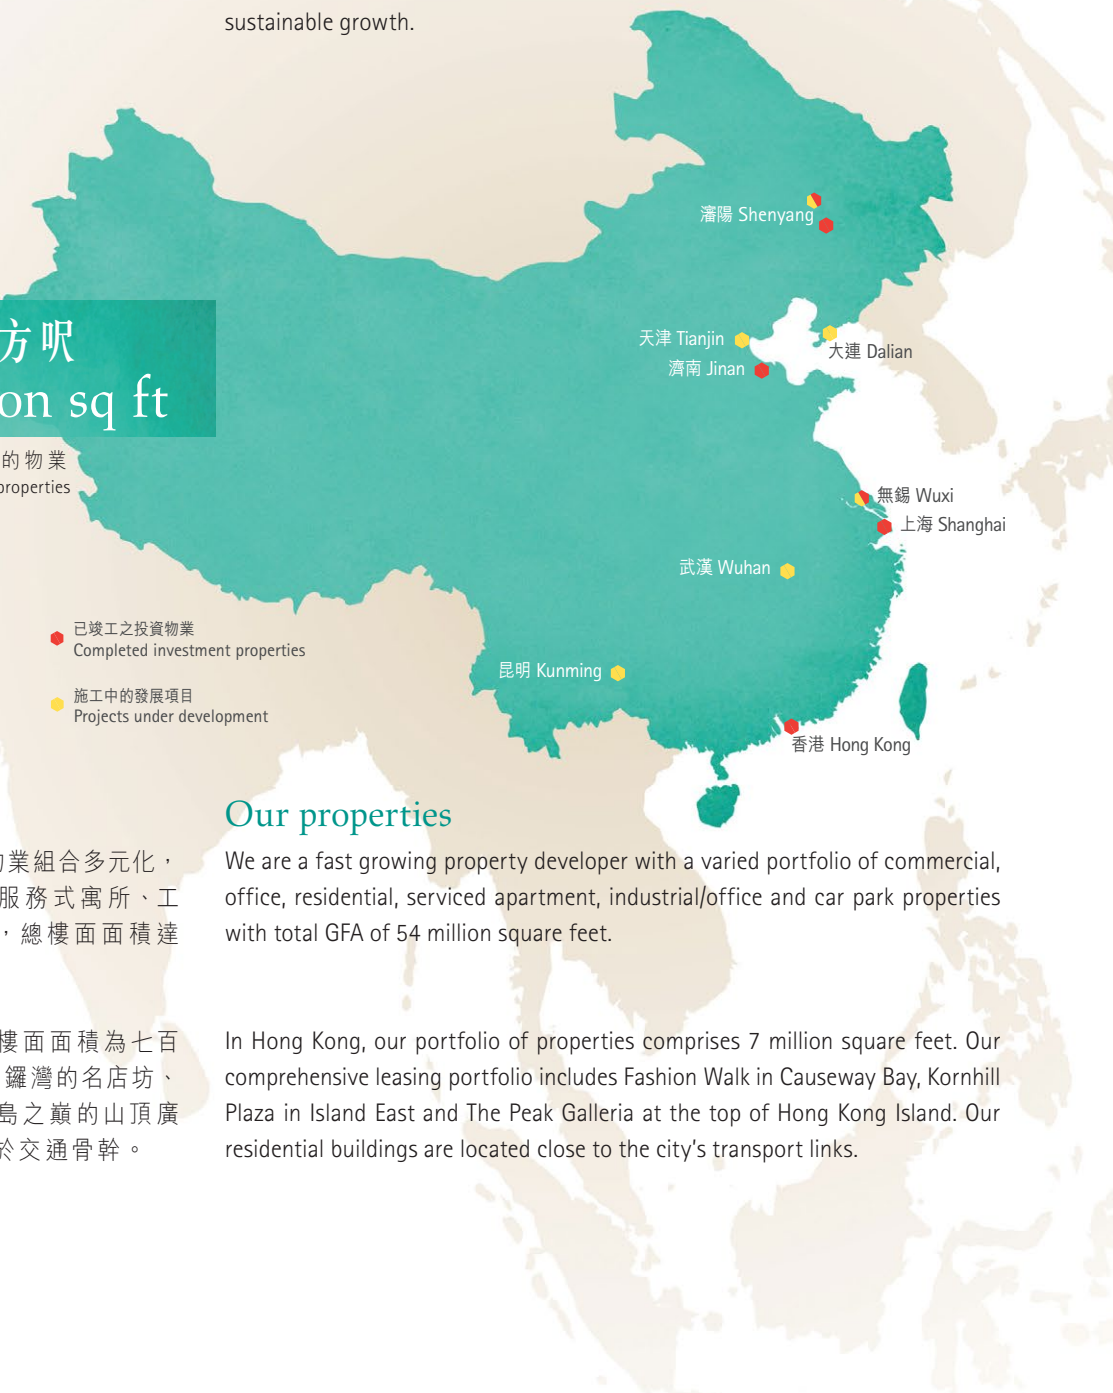 sustainable growth.
瀋陽 Shenyang
天津 Tianjin
大連 Dalian
濟南 Jinan
方呎
on sq ft
的物業
properties
無錫 Wuxi
上海 Shanghai
武漢 Wuhan
已竣工之投資物業
Completed investment properties
昆明 Kunming
施工中的發展項目
Projects under development
香港 Hong Kong
Our properties
業組合多元化，
服務式寓所、工
，總樓面面積達
We are a fast growing property developer with a varied portfolio of commercial,
office, residential, serviced apartment, industrial/office and car park properties
with total GFA of 54 million square feet.
樓面面積為七百
鑼灣的名店坊、
島之巔的山頂廣
於交通骨幹。
In Hong Kong, our portfolio of properties comprises 7 million square feet. Our
comprehensive leasing portfolio includes Fashion Walk in Causeway Bay, Kornhill
Plaza in Island East and The Peak Galleria at the top of Hong Kong Island. Our
residential buildings are located close to the city's transport links.